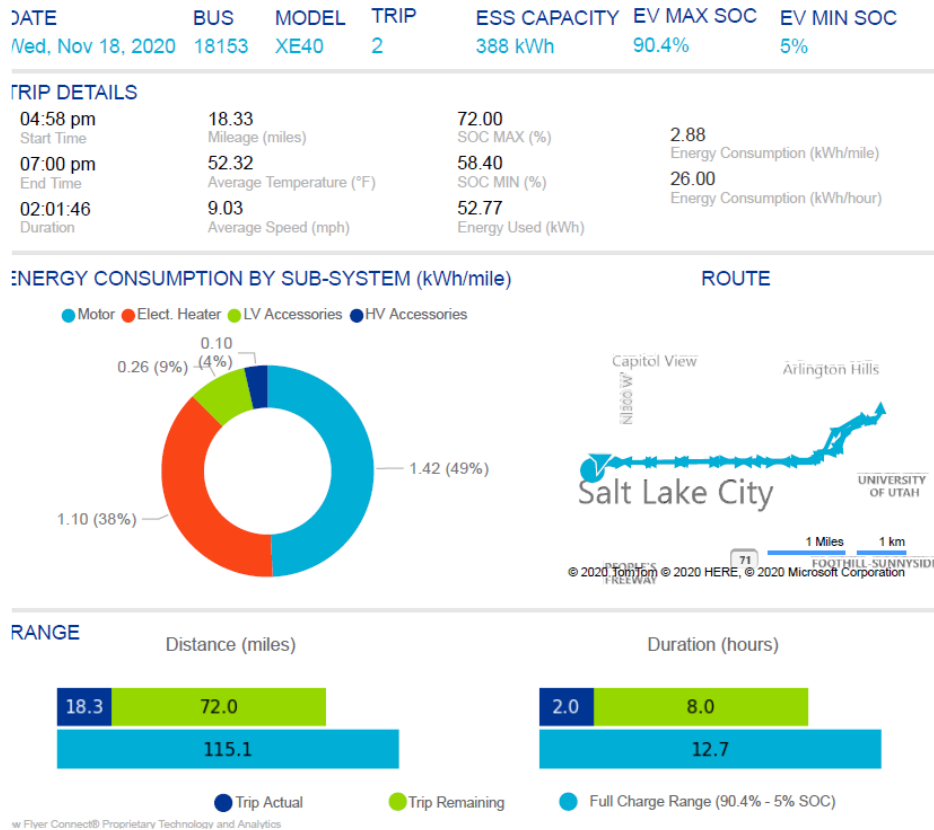 DATE BUS MODEL TRIP ESS CAPACITY EV MAX SOC EV MIN SOC
Wed, Nov 18, 2020 18153 XE40 2 388 kWh 90.4% 5%
TRIP DETAILS
04:58 pm 18.33 72.00
Start Time Mileage (miles) SOC MAX (%)
2.88
Energy Consumption (kWh/mile)
07:00 pm 52.32 58.40
End Time Average Temperature (°F) SOC MIN (%)
26.00
Energy Consumption (kWh/hour)
02:01:46 9.03 52.77
Duration Average Speed (mph) Energy Used (kWh)
ENERGY CONSUMPTION BY SUB-SYSTEM (kWh/mile)
Motor Elect. Heater LV Accessories HV Accessories
0.10
(4%)
0.26 (9%)
1.42 (49%)
1.10 (38%)
ROUTE
Capitol View
Arlington Hills
N 300 W
Salt Lake City
UNIVERSITY
OF UTAH
1 Miles 1 km
PEOPLE'S
FREEWAY
71
FOOTHILL-SUNNYSIDE
© 2020 TomTom © 2020 HERE, © 2020 Microsoft Corporation
RANGE
Distance (miles)
18.3 72.0
115.1
Duration (hours)
2.0 8.0
12.7
Trip Actual Trip Remaining Full Charge Range (90.4% - 5% SOC)
w Flyer Connect® Proprietary Technology and Analytics